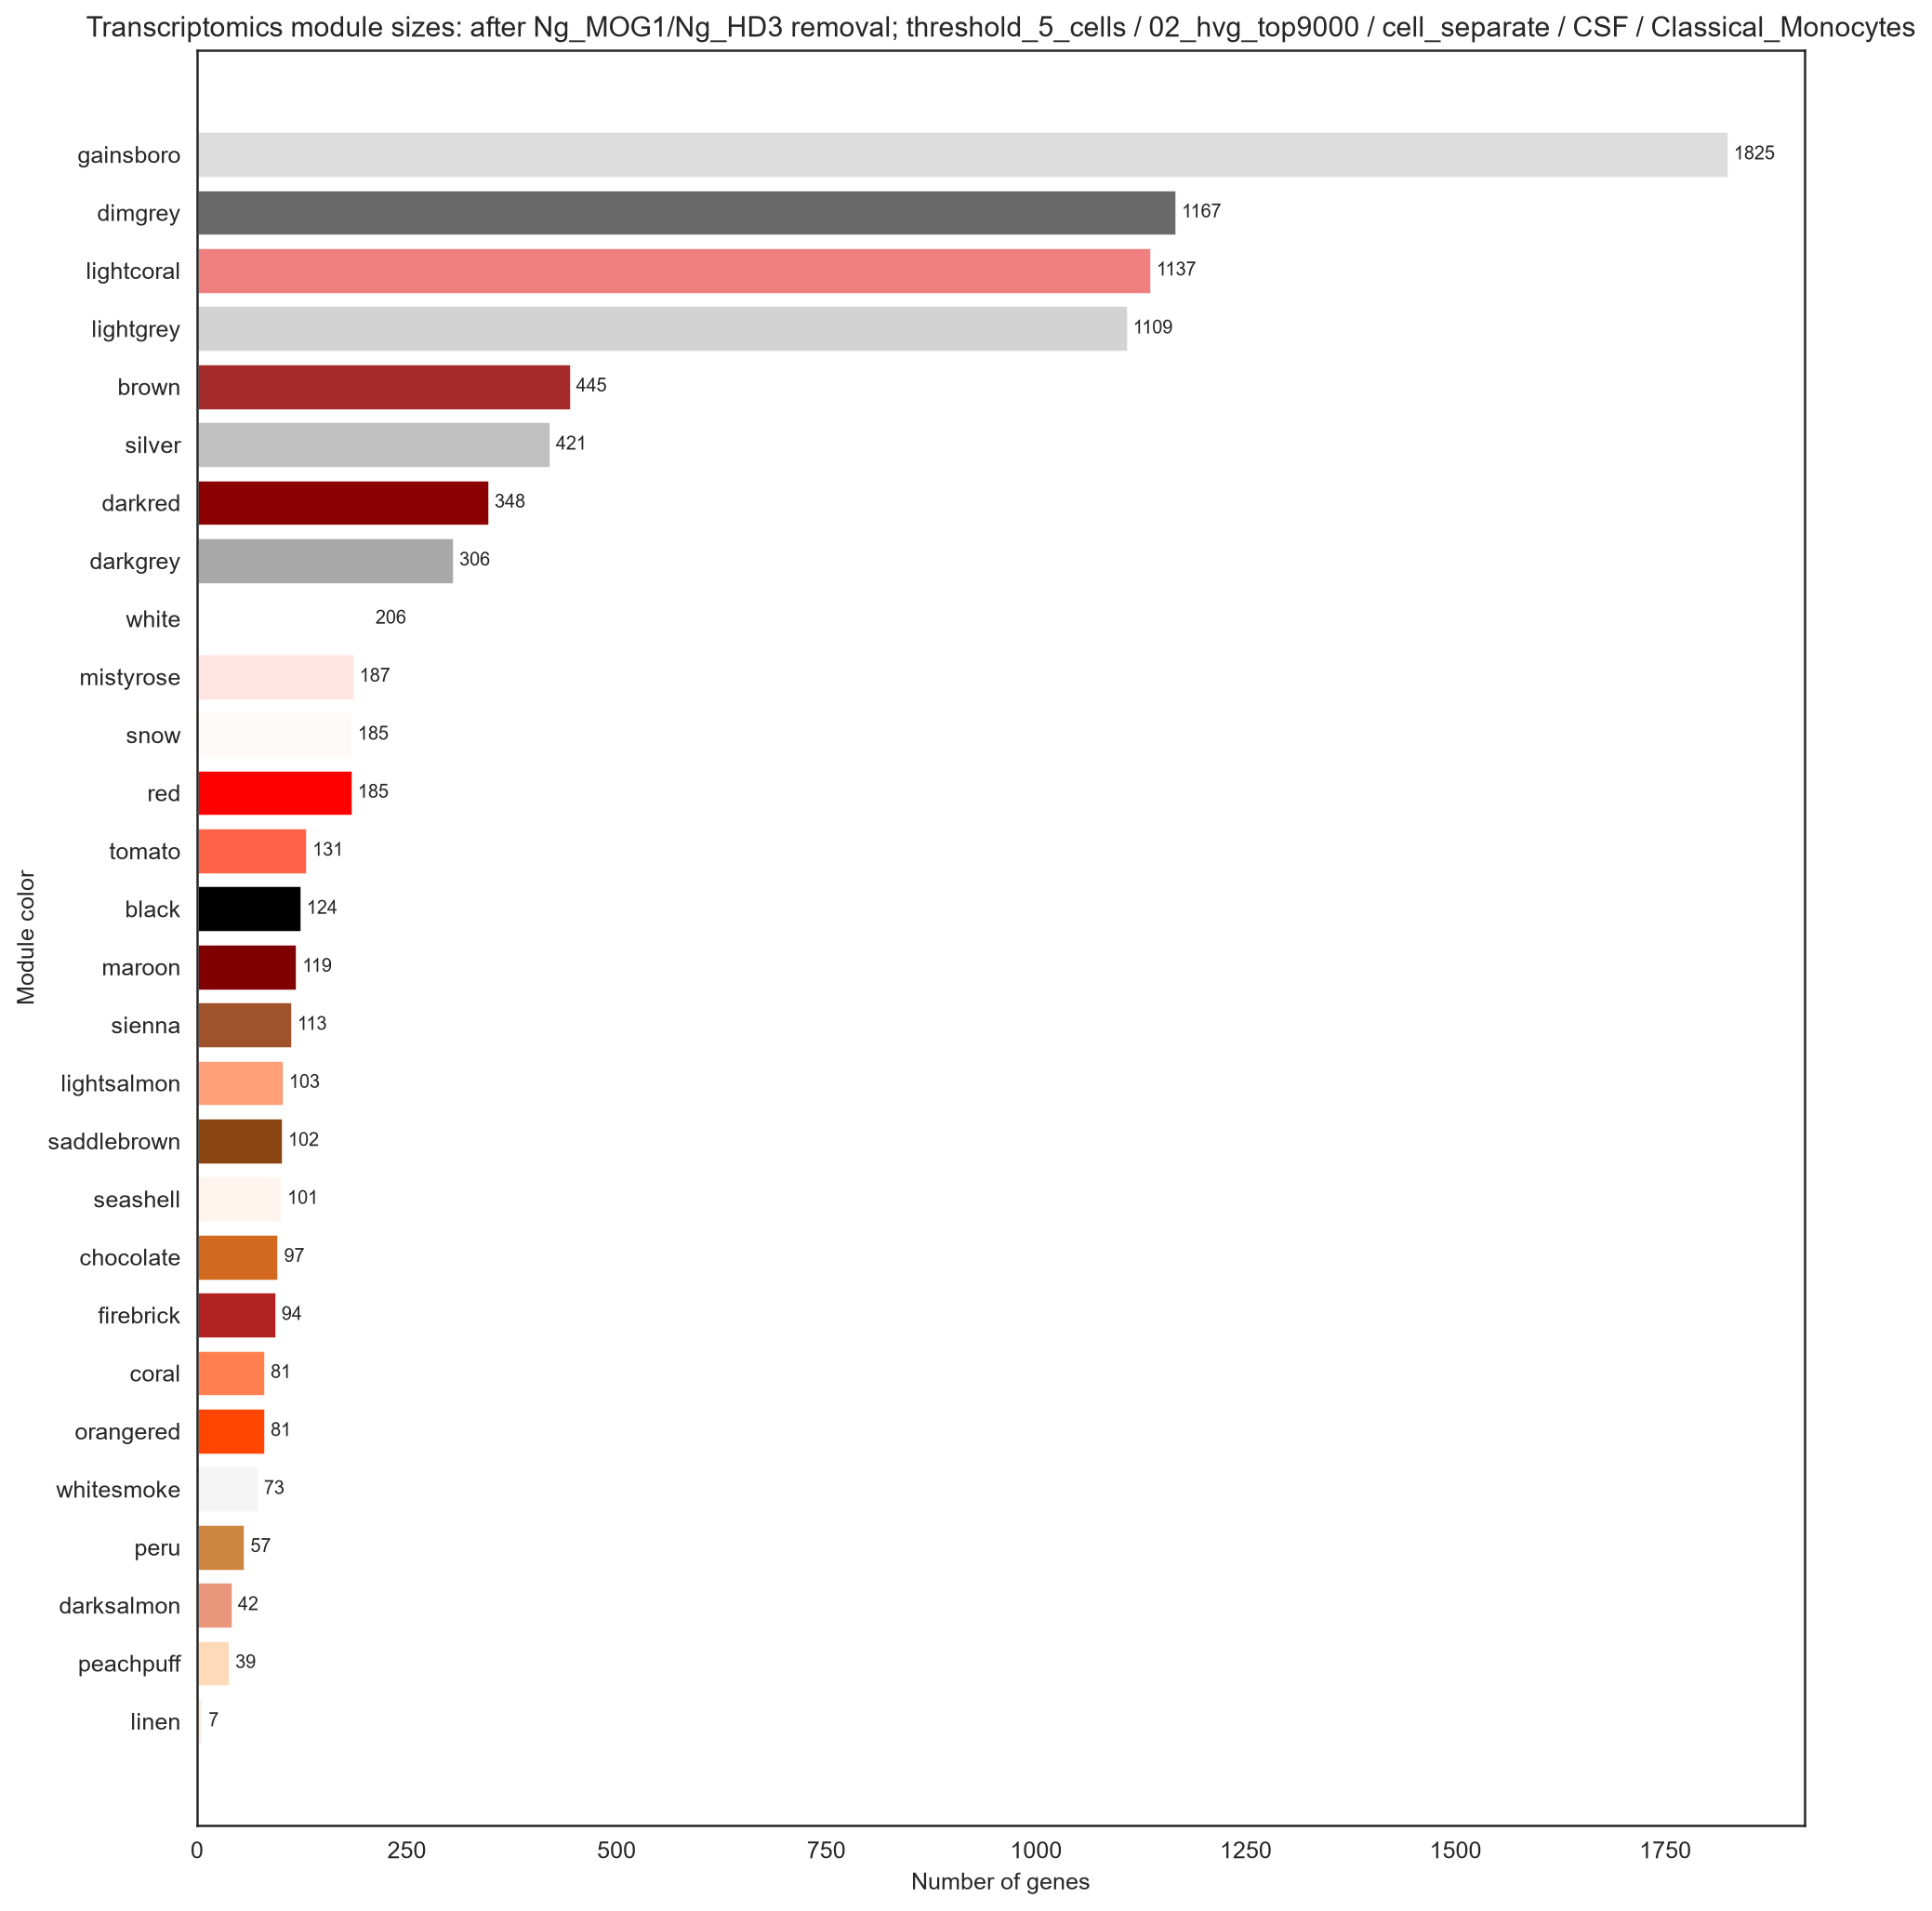 Transcriptomics module sizes: after Ng_MOG1/Ng_HD3 removal; threshold_5_cells / 02_hvg_top9000 / cell_separate / CSF / Classical_Monocytes
gainsboro 1825
dimgrey 1167
lightcoral 1137
lightgrey 1109
brown 445
silver 421
darkred 348
darkgrey 306
white 206
mistyrose 187
snow 185
red 185
tomato 131
black 124
maroon 119
sienna 113
lightsalmon 103
saddlebrown 102
seashell 101
chocolate 97
firebrick 94
coral 81
orangered 81
whitesmoke 73
peru 57
darksalmon 42
peachpuff 39
linen 7
Module color
0 250 500 750 1000 1250 1500 1750
Number of genes